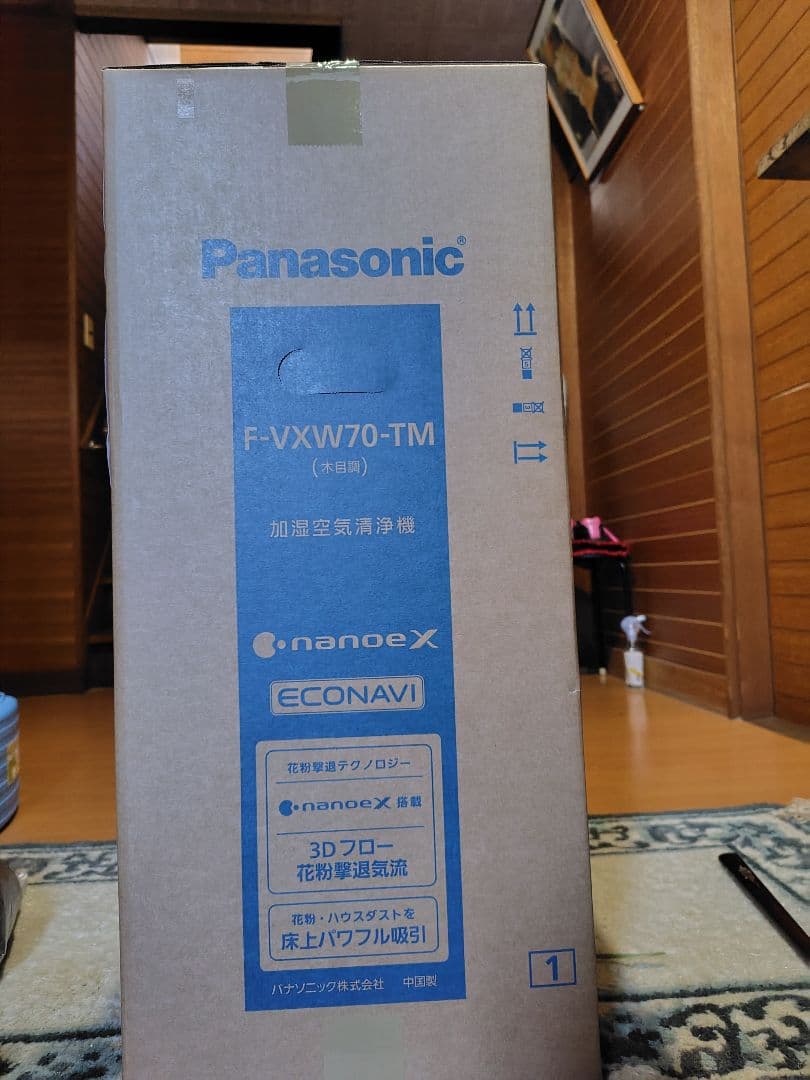 Panasonic®
F-VXW70-TM
(木目調)
加湿空気清浄機
nanoeX
ECONAVI
花粉撃退テクノロジー
nanoeX 搭載
3Dフロー
花粉撃退気流
花粉・ハウスダストを
床上パワフル吸引
パナソニック株式会社 中国製
1